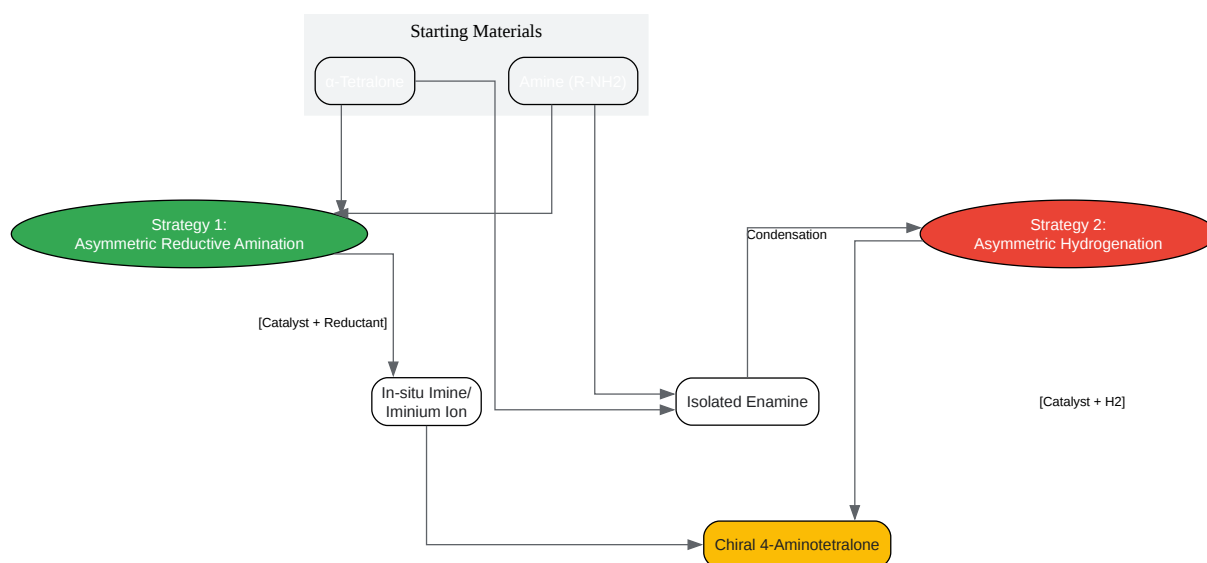 Starting Materials
α-Tetralone
Amine (R-NH2)
Strategy 1:
Asymmetric Reductive Amination
Strategy 2:
Asymmetric Hydrogenation
Condensation
[Catalyst + Reductant]
In-situ Imine/
Iminium Ion
Isolated Enamine
[Catalyst + H2]
Chiral 4-Aminotetralone